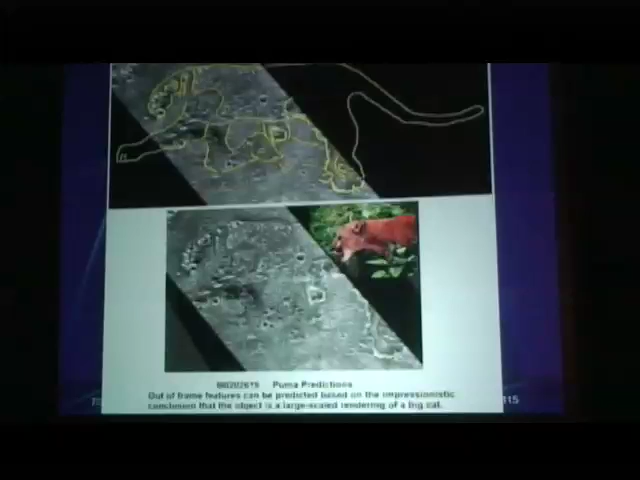 Puma Predictions
Out of frame features can be predicted based on the impressionistic
conclusion that the object is a large-scaled rendering of a big cat.
115